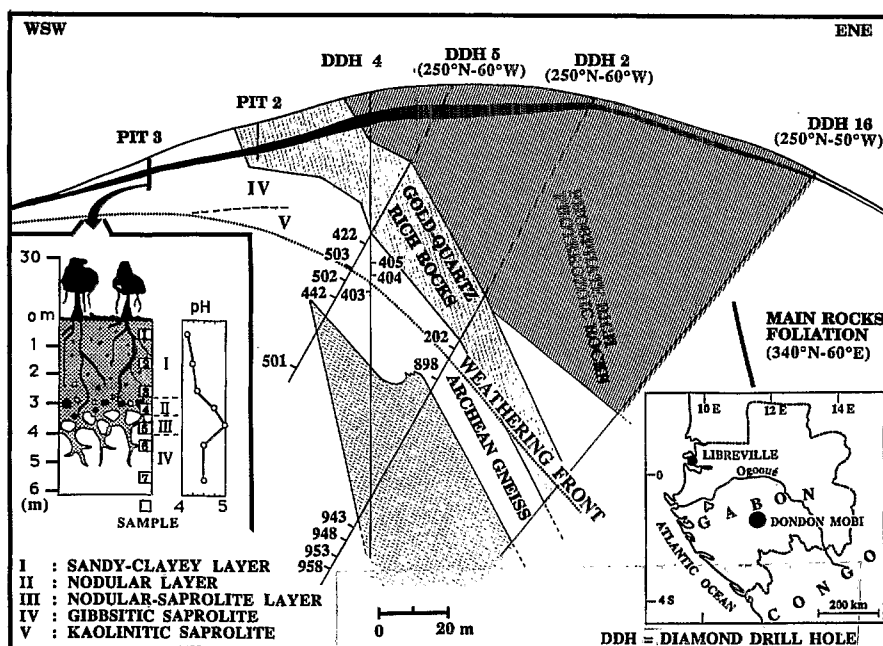 WSW
ENE
DDH 5
(250°N-60°W)
DDH 2
(250°N-60°W)
DDH 4
DDH 16
(250°N-50°W)
PIT 2
PIT 3
IV
V
GOLD-QUARTZ
RICH ROCKS
RICH
ROCKS
WEATHERING FRONT
ARCHEAN GNEISS
422
503
502
442
403
405
404
501
202
898
943
948
953
958
MAIN ROCKS
FOLIATION
(340°N-60°E)
30
0 m
1
2
3
4
5
6
(m)
1
2
3
4
5
6
7
SAMPLE
I
II
III
IV
pH
4 5
I : SANDY-CLAYEY LAYER
II : NODULAR LAYER
III : NODULAR-SAPROLITE LAYER
IV : GIBBSITIC SAPROLITE
V : KAOLINITIC SAPROLITE
0 20 m
10 E 12 E 14 E
LIBREVILLE
Ogooué
0
GABON
DONDON MOBI
ATLANTIC OCEAN
CONGO
4S
200 km
DDH = DIAMOND DRILL HOLE